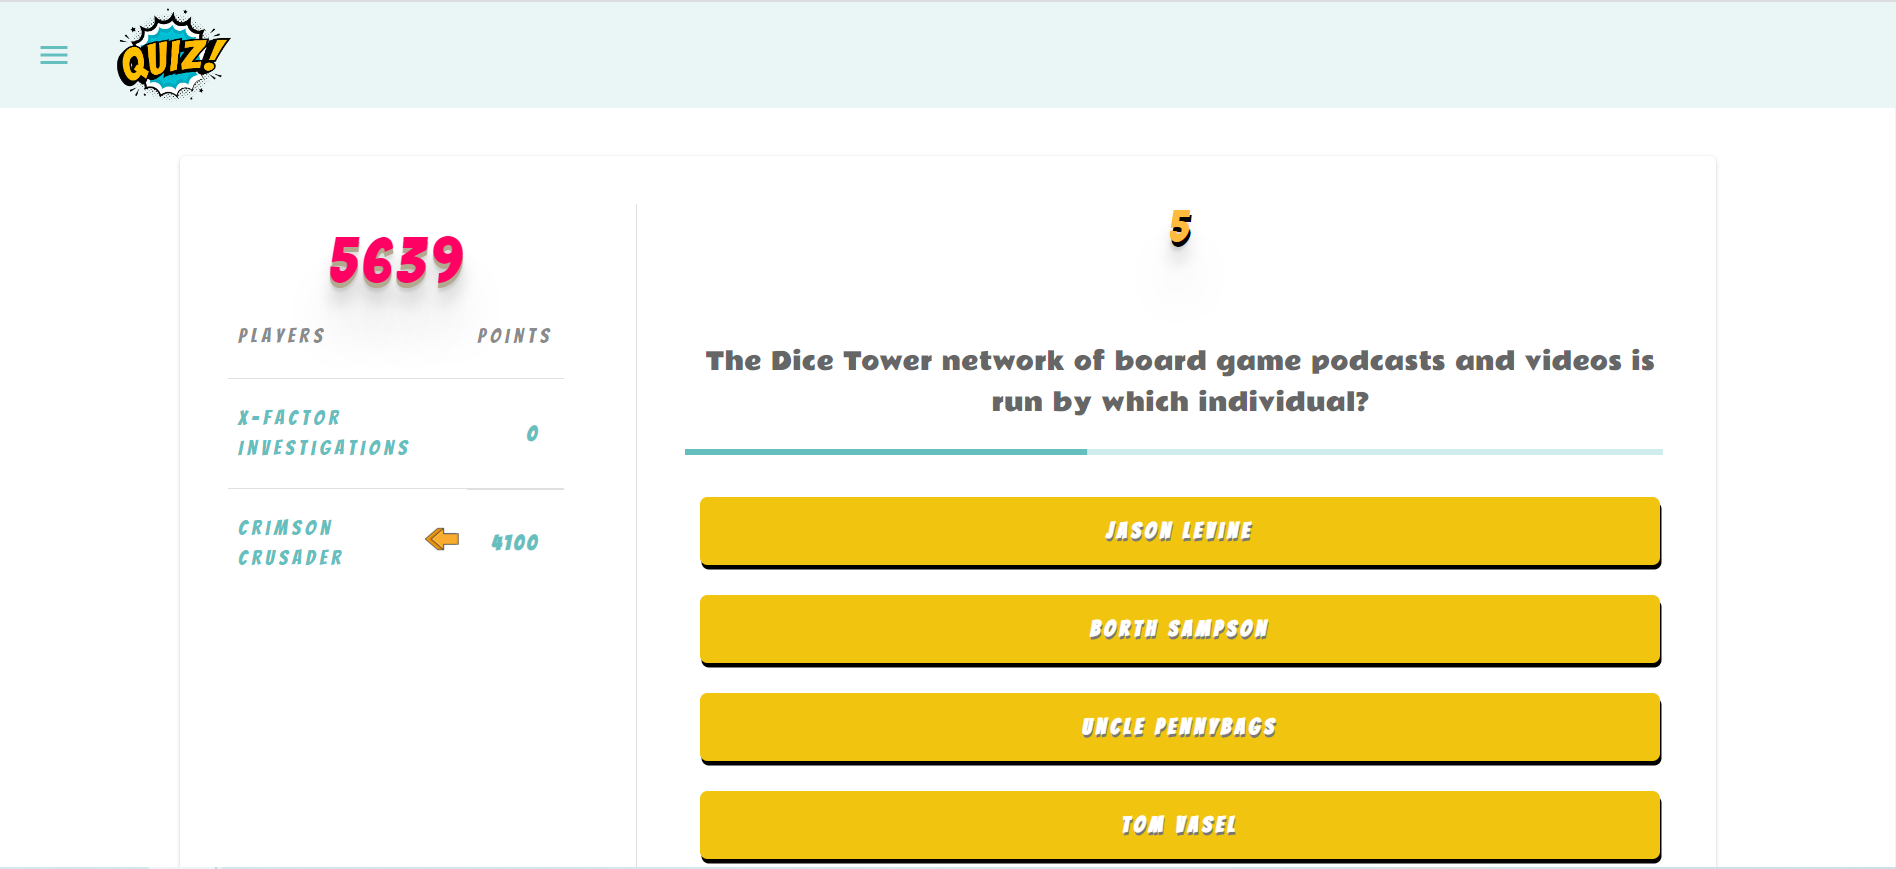 QUIZ!
5639
PLAYERS POINTS
X-FACTOR
INVESTIGATIONS
0
CRIMSON
CRUSADER
4100
5
The Dice Tower network of board game podcasts and videos is
run by which individual?
JASON LEVINE
BORTH SAMPSON
UNCLE PENNYBAGS
TOM VASEL